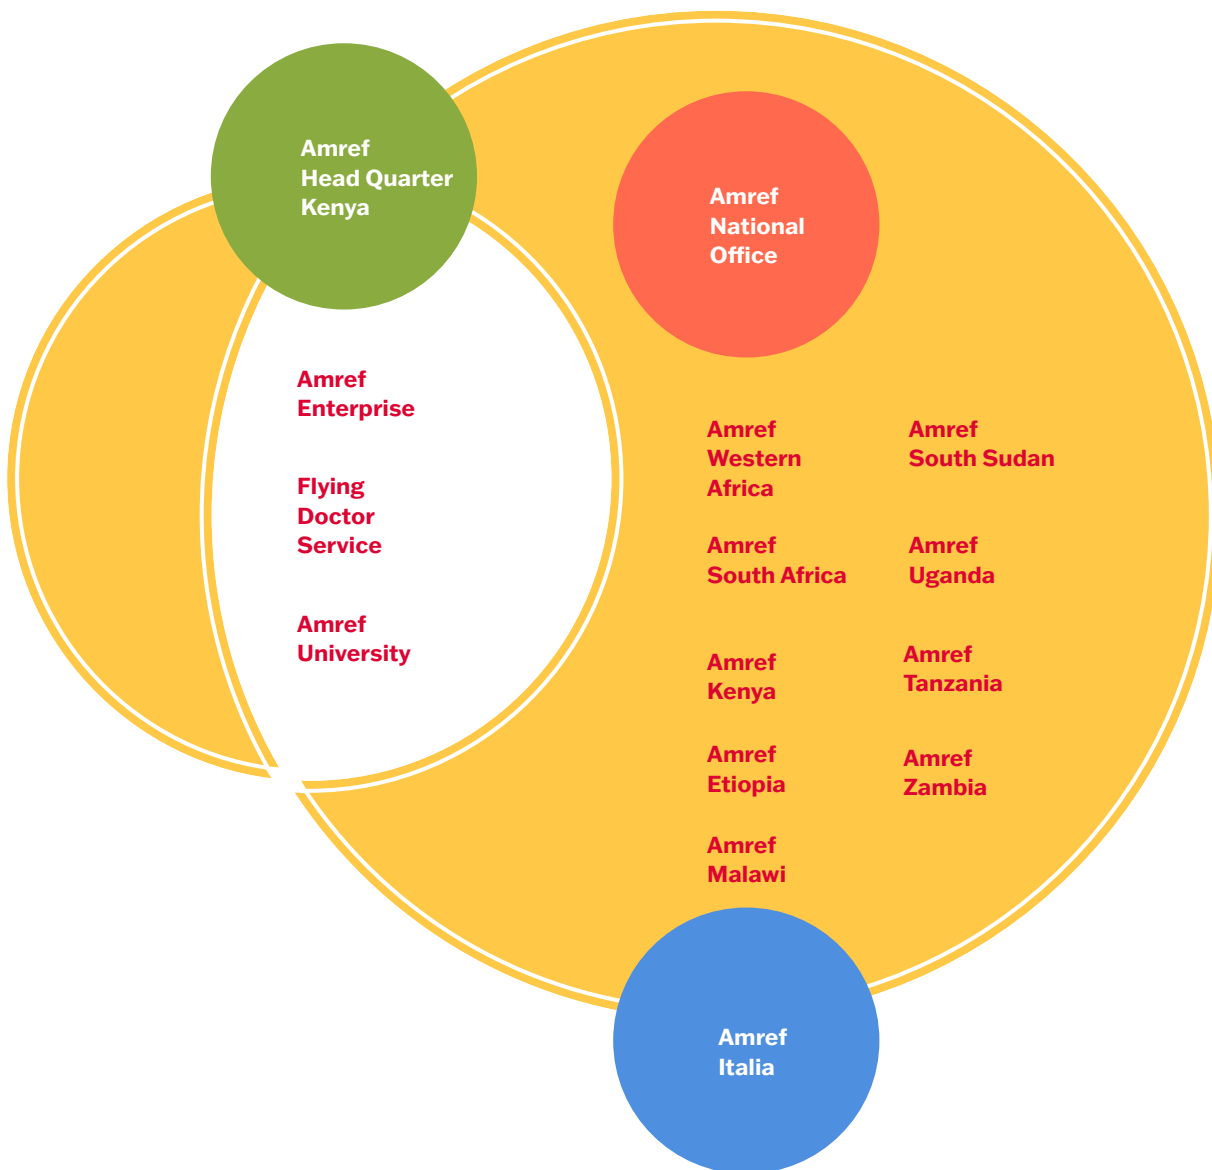 Amref
Head Quarter
Kenya
Amref
National
Office
Amref
Enterprise
Flying
Doctor
Service
Amref
University
Amref
Western
Africa
Amref
South Sudan
Amref
South Africa
Amref
Uganda
Amref
Kenya
Amref
Tanzania
Amref
Etiopia
Amref
Zambia
Amref
Malawi
Amref
Italia